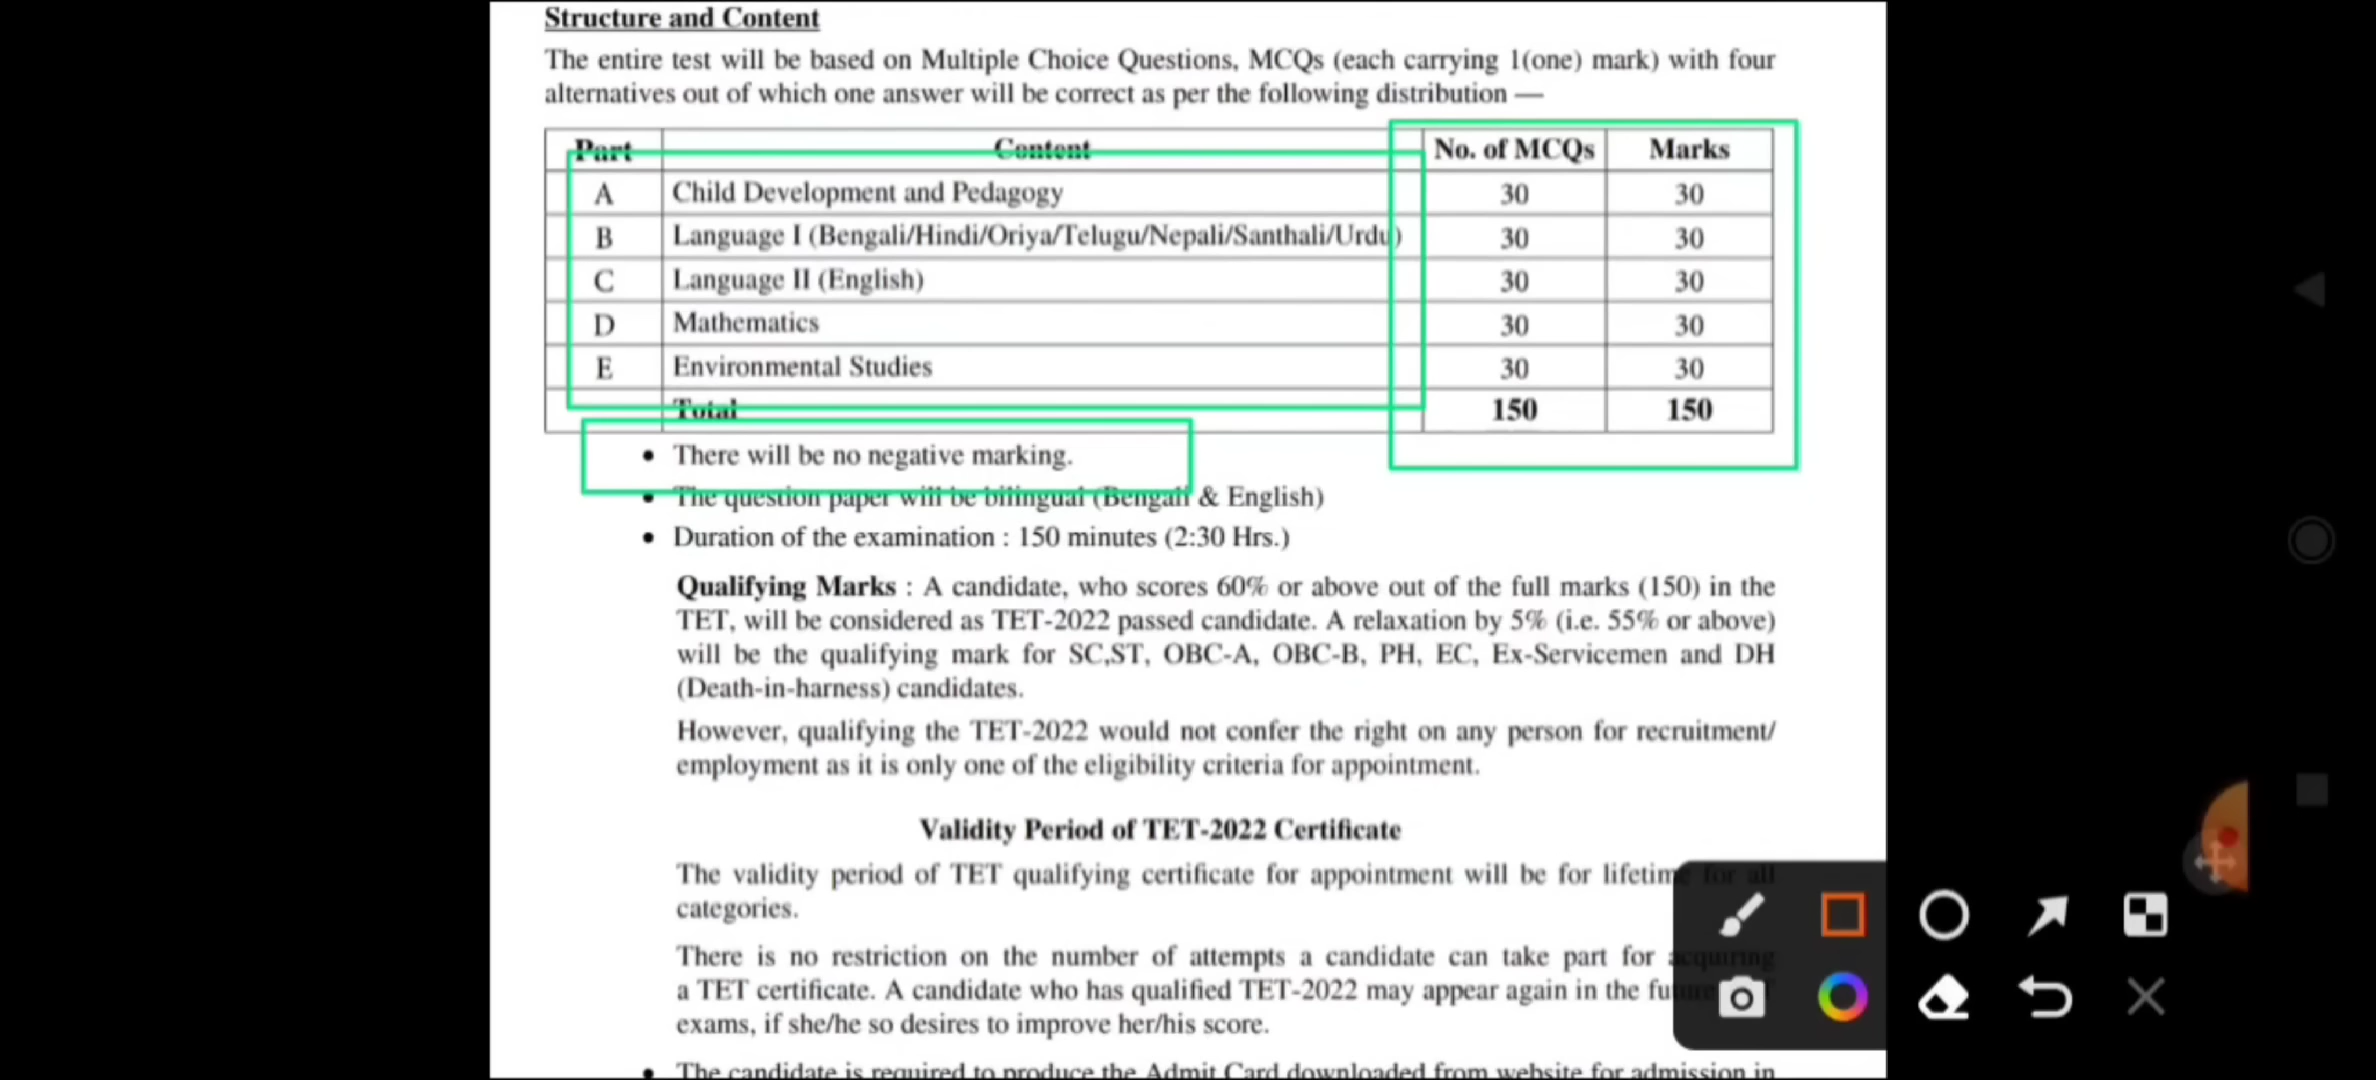 Structure and Content
The entire test will be based on Multiple Choice Questions, MCQs (each carrying 1(one) mark) with four
alternatives out of which one answer will be correct as per the following distribution —
Part Content No. of MCQs Marks
A Child Development and Pedagogy 30 30
B Language I (Bengali/Hindi/Oriya/Telugu/Nepali/Santhali/Urdu) 30 30
C Language II (English) 30 30
D Mathematics 30 30
E Environmental Studies 30 30
Total 150 150
• There will be no negative marking.
• The question paper will be bilingual (Bengali & English)
• Duration of the examination : 150 minutes (2:30 Hrs.)
Qualifying Marks : A candidate, who scores 60% or above out of the full marks (150) in the
TET, will be considered as TET-2022 passed candidate. A relaxation by 5% (i.e. 55% or above)
will be the qualifying mark for SC,ST, OBC-A, OBC-B, PH, EC, Ex-Servicemen and DH
(Death-in-harness) candidates.
However, qualifying the TET-2022 would not confer the right on any person for recruitment/
employment as it is only one of the eligibility criteria for appointment.
Validity Period of TET-2022 Certificate
The validity period of TET qualifying certificate for appointment will be for lifetime for all
categories.
There is no restriction on the number of attempts a candidate can take part for acquiring
a TET certificate. A candidate who has qualified TET-2022 may appear again in the
exams, if she/he so desires to improve her/his score.
• The candidate is required to produce the Admit Card downloaded from website for admission in